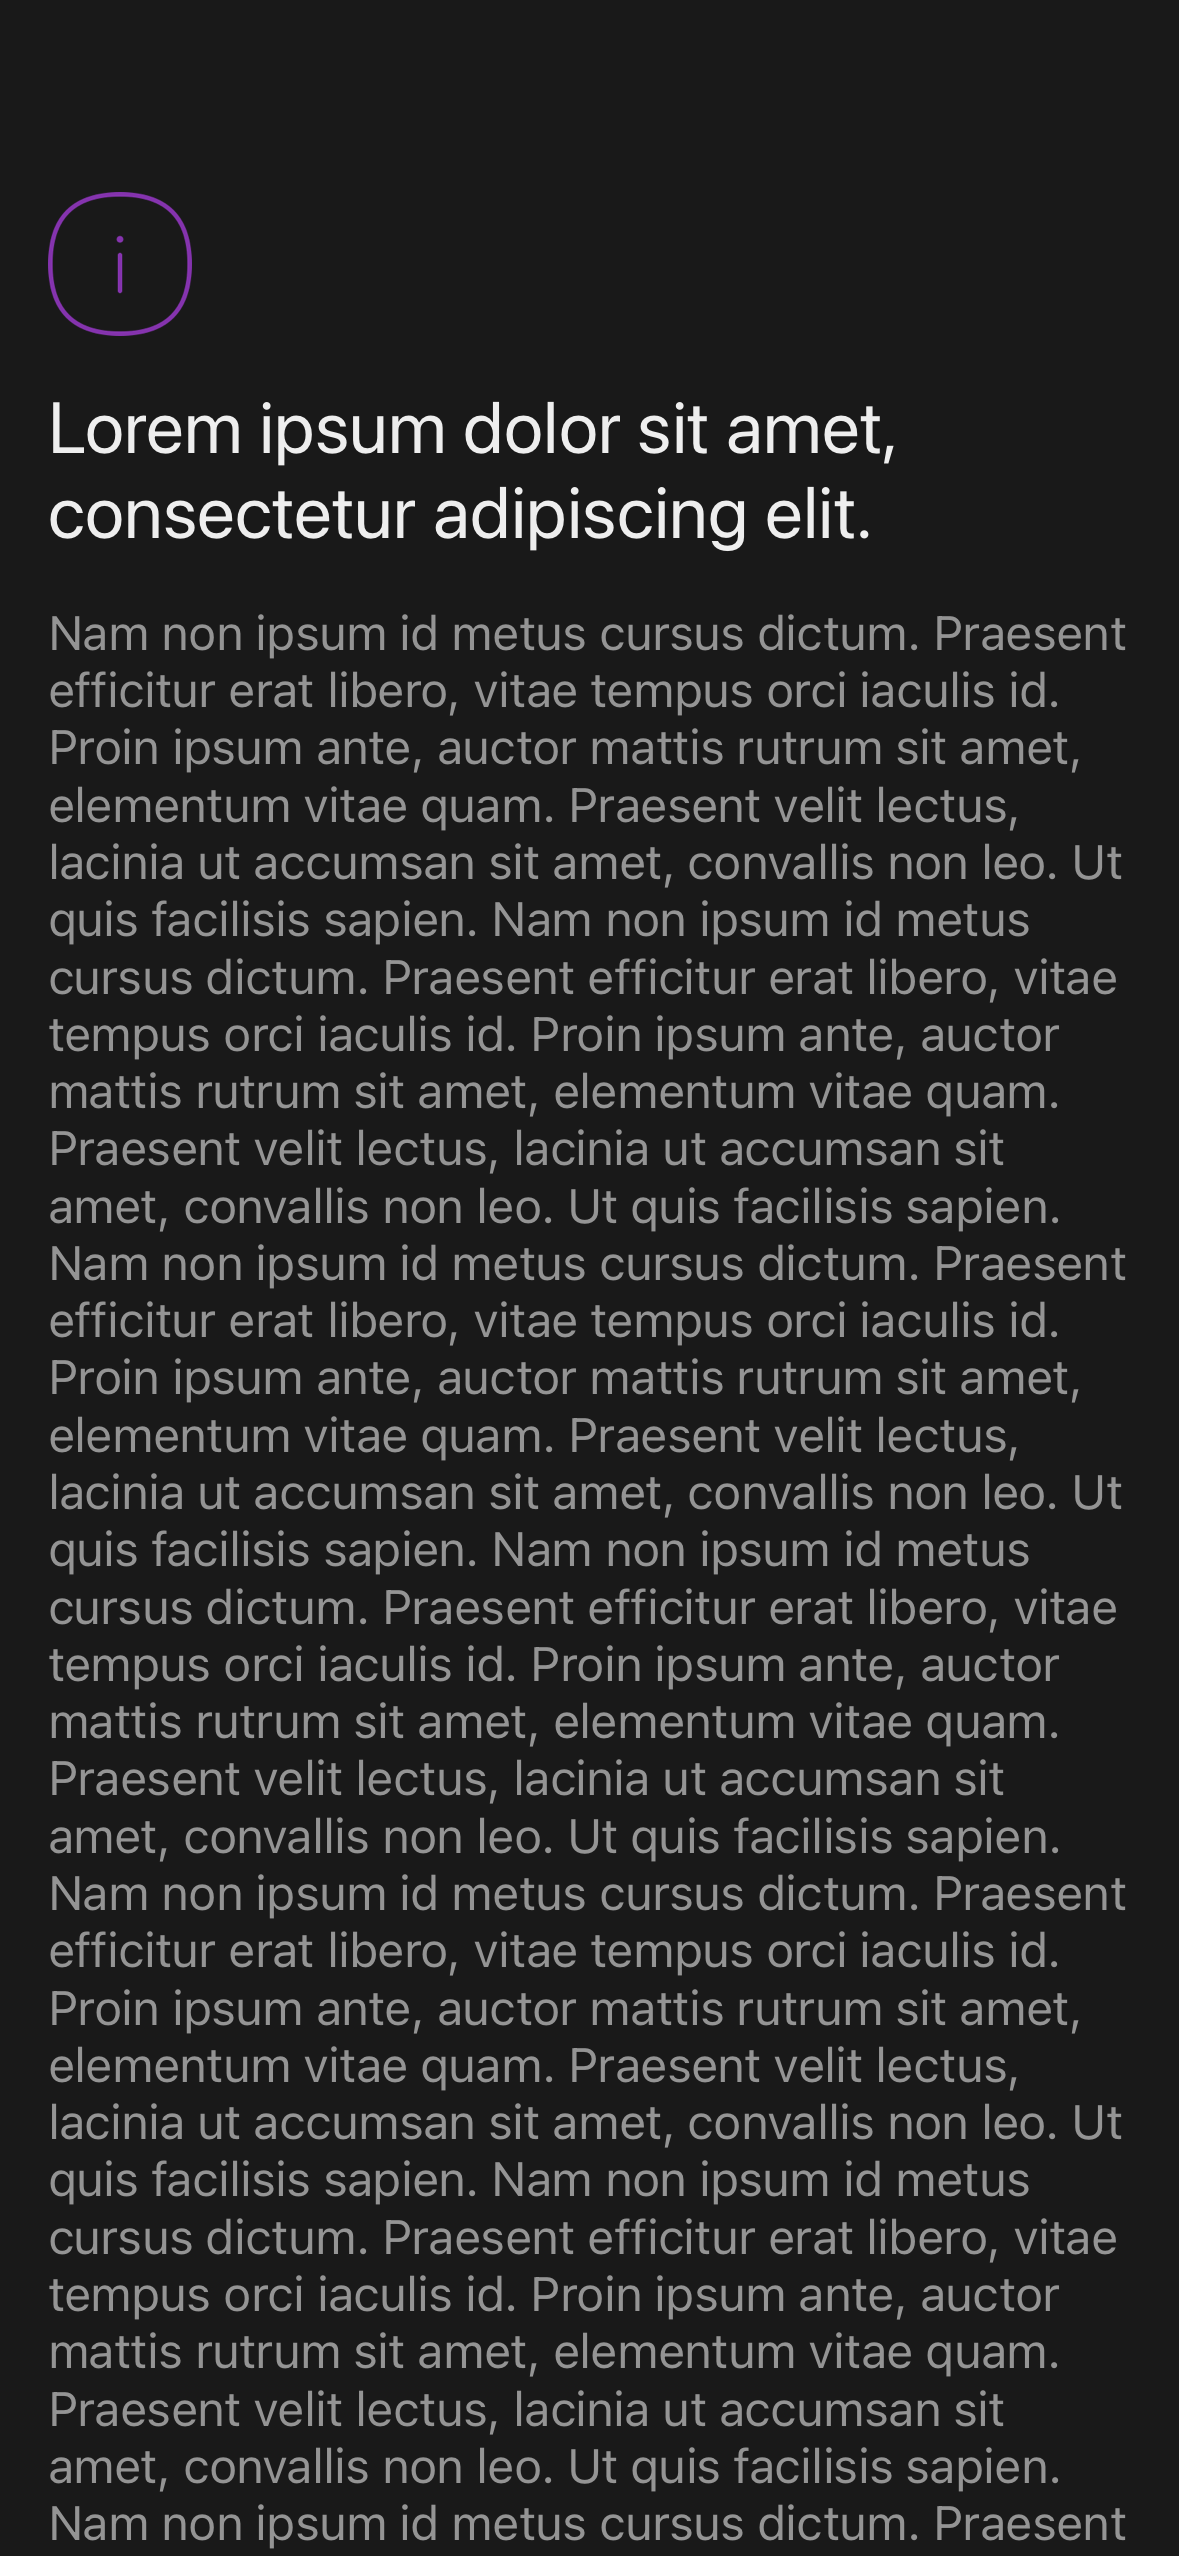 i
Lorem ipsum dolor sit amet,
consectetur adipiscing elit.
Nam non ipsum id metus cursus dictum. Praesent
efficitur erat libero, vitae tempus orci iaculis id.
Proin ipsum ante, auctor mattis rutrum sit amet,
elementum vitae quam. Praesent velit lectus,
lacinia ut accumsan sit amet, convallis non leo. Ut
quis facilisis sapien. Nam non ipsum id metus
cursus dictum. Praesent efficitur erat libero, vitae
tempus orci iaculis id. Proin ipsum ante, auctor
mattis rutrum sit amet, elementum vitae quam.
Praesent velit lectus, lacinia ut accumsan sit
amet, convallis non leo. Ut quis facilisis sapien.
Nam non ipsum id metus cursus dictum. Praesent
efficitur erat libero, vitae tempus orci iaculis id.
Proin ipsum ante, auctor mattis rutrum sit amet,
elementum vitae quam. Praesent velit lectus,
lacinia ut accumsan sit amet, convallis non leo. Ut
quis facilisis sapien. Nam non ipsum id metus
cursus dictum. Praesent efficitur erat libero, vitae
tempus orci iaculis id. Proin ipsum ante, auctor
mattis rutrum sit amet, elementum vitae quam.
Praesent velit lectus, lacinia ut accumsan sit
amet, convallis non leo. Ut quis facilisis sapien.
Nam non ipsum id metus cursus dictum. Praesent
efficitur erat libero, vitae tempus orci iaculis id.
Proin ipsum ante, auctor mattis rutrum sit amet,
elementum vitae quam. Praesent velit lectus,
lacinia ut accumsan sit amet, convallis non leo. Ut
quis facilisis sapien. Nam non ipsum id metus
cursus dictum. Praesent efficitur erat libero, vitae
tempus orci iaculis id. Proin ipsum ante, auctor
mattis rutrum sit amet, elementum vitae quam.
Praesent velit lectus, lacinia ut accumsan sit
amet, convallis non leo. Ut quis facilisis sapien.
Nam non ipsum id metus cursus dictum. Praesent